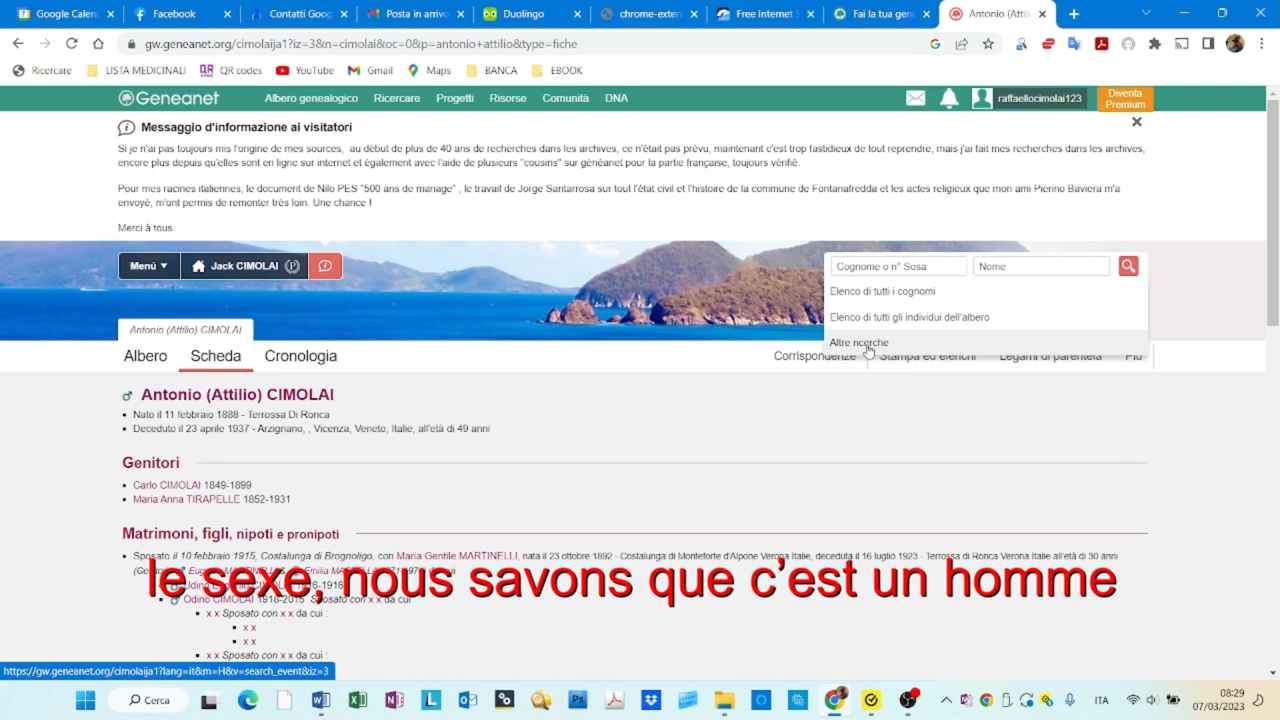 Google Calen
Facebook
Contatti Goog
Posta in arrivo
Duolingo
chrome-exten
Free Internet S
Fai la tua gene
Antonio (Attili
gw.geneanet.org/cimolaija1?iz=3&n=cimolai&oc=0&p=antonio+attilio&type=fiche
Ricercare LISTA MEDICINALI QR codes YouTube Gmail Maps BANCA EBOOK
Geneanet Albero genealogico Ricercare Progetti Risorse Comunità DNA raffaellocimolai123 Diventa
Premium
Messaggio d'informazione ai visitatori
Si je n'ai pas toujours mis l'origine de mes sources, au début de plus de 40 ans de recherches dans les archives, ce n'était pas prévu, maintenant c'est trop fastidieux de tout reprendre, mais j'ai fait mes recherches dans les archives,
encore plus depuis qu'elles sont en ligne sur internet et également avec l'aide de plusieurs "cousins" sur généanet pour la partie française, toujours vérifié.
Pour mes racines italiennes, le document de Nilo PES "500 ans de mariage" , le travail de Jorge Santarrosa sur tout l'état civil et l'histoire de la commune de Fontanafredda et les actes religieux que mon ami Pierino Baviera m'a
envoyé, m'ont permis de remonter très loin. Une chance !
Merci à tous.
Menù Jack CIMOLAI
Cognome o n° Sosa Nome
Elenco di tutti i cognomi
Elenco di tutti gli individui dell'albero
Altre ricerche
Antonio (Attilio) CIMOLAI
Albero Scheda Cronologia Corrispondenze Stampa ed elenchi Legami di parentela Più
Antonio (Attilio) CIMOLAI
Nato il 11 febbraio 1888 - Terrossa Di Ronca
Deceduto il 23 aprile 1937 - Arzignano, , Vicenza, Veneto, Italie, all'età di 49 anni
Genitori
Carlo CIMOLAI 1849-1899
Maria Anna TIRAPELLE 1852-1931
Matrimoni, figli, nipoti e pronipoti
Sposato il 10 febbraio 1915, Costalunga di Brognoligo, con Maria Gentile MARTINELLI, nata il 23 ottobre 1892 - Costalunga di Monteforte d'Alpone Verona Italie, deceduta il 16 luglio 1923 - Terrossa di Ronca Verona Italie all'età di 30 anni
le sexe, nous savons que c'est un homme
Odino CIMOLAI 1918-2015 Sposato con x x da cui
x x Sposato con x x da cui :
x x
x x
x x Sposato con x x da cui :
https://gw.geneanet.org/cimolaija1?lang=it&m=H&v=search_event&iz=3
Cerca
ITA
08:29
07/03/2023